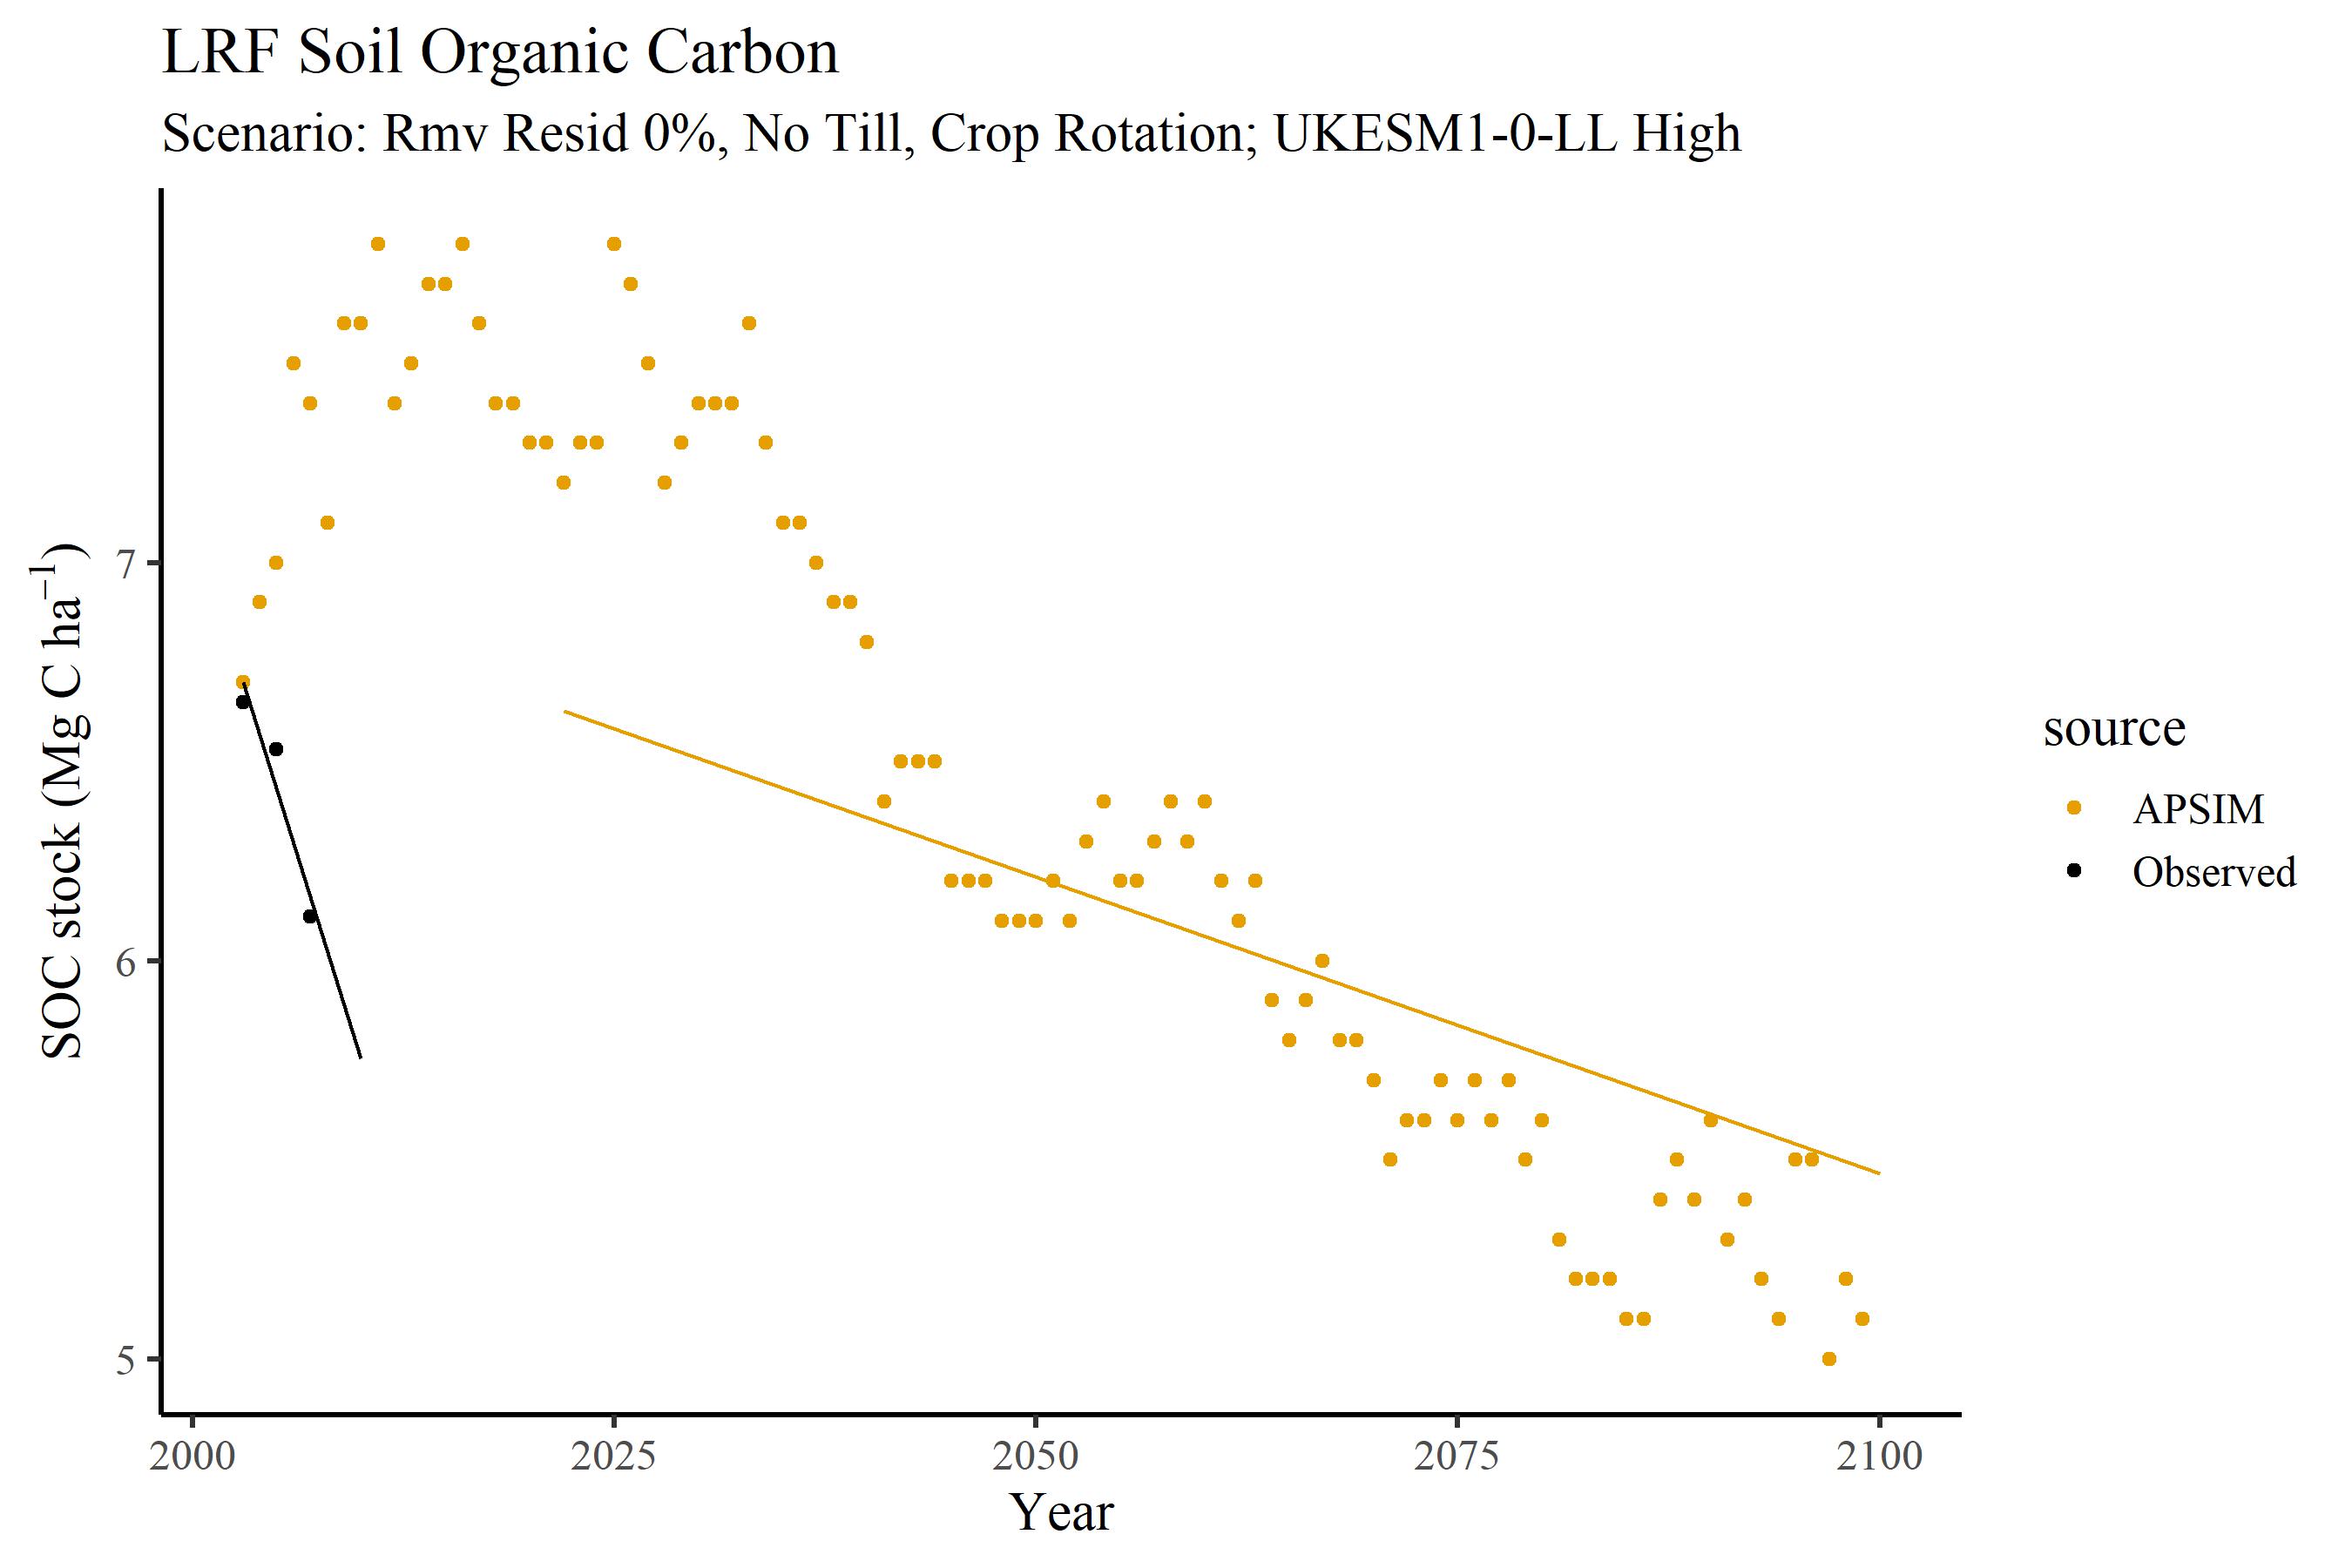 LRF Soil Organic Carbon
Scenario: Rmv Resid 0%, No Till, Crop Rotation; UKESM1-0-LL High
SOC stock (Mg C ha⁻¹)
7
6
5
2000 2025 2050 2075 2100
Year
source
APSIM
Observed